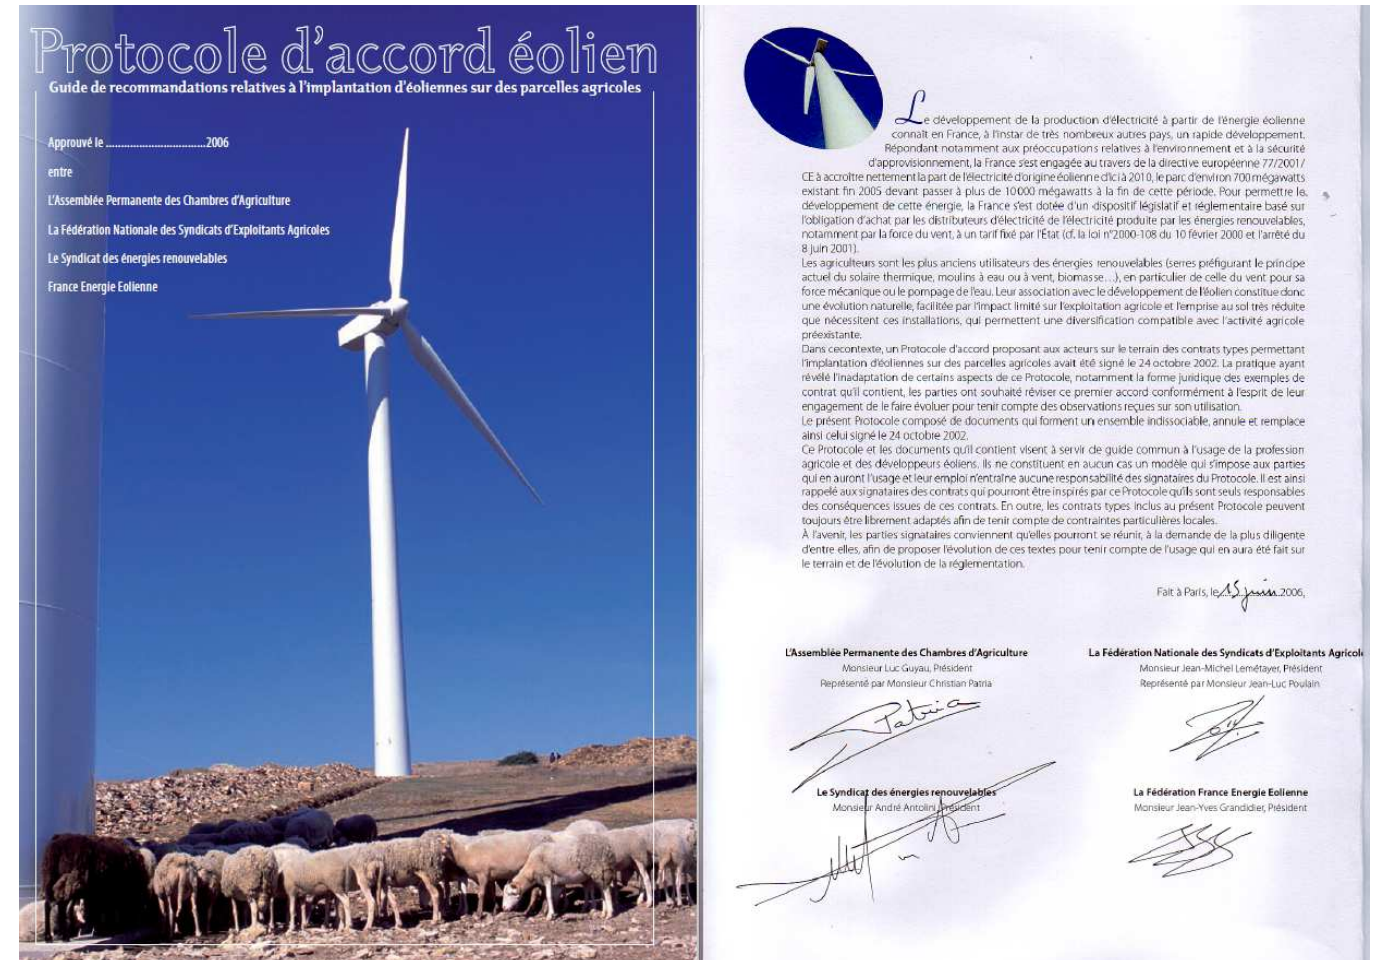 Protocole d'accord éolien
Guide de recommandations relatives à l'implantation d'éoliennes sur des parcelles agricoles
Approuvé le ...................................2006
entre
L'Assemblée Permanente des Chambres d'Agriculture
La Fédération Nationale des Syndicats d'Exploitants Agricoles
Le Syndicat des énergies renouvelables
France Energie Eolienne
Le développement de la production d'électricité à partir de l'énergie éolienne
connaît en France, à l'instar de très nombreux autres pays, un rapide développement.
Répondant notamment aux préoccupations relatives à l'environnement et à la sécurité
d'approvisionnement, la France s'est engagée au travers de la directive européenne 77/2001/
CE à accroître nettement la part de l'électricité d'origine éolienne d'ici à 2010, le parc d'environ 700 mégawatts
existant fin 2005 devant passer à plus de 10000 mégawatts à la fin de cette période. Pour permettre le
développement de cette énergie, la France s'est dotée d'un dispositif législatif et réglementaire basé sur
l'obligation d'achat par les distributeurs d'électricité de l'électricité produite par les énergies renouvelables,
notamment par la force du vent, à un tarif fixé par l'État (cf. la loi n°2000-108 du 10 février 2000 et l'arrêté du
8 juin 2001).
Les agriculteurs sont les plus anciens utilisateurs des énergies renouvelables (serres préfigurant le principe
actuel du solaire thermique, moulins à eau ou à vent, biomasse…), en particulier de celle du vent pour sa
force mécanique ou le pompage de l'eau. Leur association avec le développement de l'éolien constitue donc
une évolution naturelle, facilitée par l'impact limité sur l'exploitation agricole et l'emprise au sol très réduite
que nécessitent ces installations, qui permettent une diversification compatible avec l'activité agricole
préexistante.
Dans cecontexte, un Protocole d'accord proposant aux acteurs sur le terrain des contrats types permettant
l'implantation d'éoliennes sur des parcelles agricoles avait été signé le 24 octobre 2002. La pratique ayant
révélé l'inadaptation de certains aspects de ce Protocole, notamment la forme juridique des exemples de
contrat qu'il contient, les parties ont souhaité réviser ce premier accord conformément à l'esprit de leur
engagement de le faire évoluer pour tenir compte des observations reçues sur son utilisation.
Le présent Protocole composé de documents qui forment un ensemble indissociable, annule et remplace
ainsi celui signé le 24 octobre 2002.
Ce Protocole et les documents qu'il contient visent à servir de guide commun à l'usage de la profession
agricole et des développeurs éoliens. Ils ne constituent en aucun cas un modèle qui s'impose aux parties
qui en auront l'usage et leur emploi n'entraîne aucune responsabilité des signataires du Protocole. Il est ainsi
rappelé aux signataires des contrats qui pourront être inspirés par ce Protocole qu'ils sont seuls responsables
des conséquences issues de ces contrats. En outre, les contrats types inclus au présent Protocole peuvent
toujours être librement adaptés afin de tenir compte de contraintes particulières locales.
À l'avenir, les parties signataires conviennent qu'elles pourront se réunir, à la demande de la plus diligente
d'entre elles, afin de proposer l'évolution de ces textes pour tenir compte de l'usage qui en aura été fait sur
le terrain et de l'évolution de la réglementation.
Fait à Paris, le 15 juin 2006,
L'Assemblée Permanente des Chambres d'Agriculture
Monsieur Luc Guyau, Président
Représenté par Monsieur Christian Patria
Patria
La Fédération Nationale des Syndicats d'Exploitants Agricol
Monsieur Jean-Michel Lemétayer, Président
Représenté par Monsieur Jean-Luc Poulain
Le Syndicat des énergies renouvelables
Monsieur André Antolini, Président
La Fédération France Energie Eolienne
Monsieur Jean-Yves Grandidier, Président